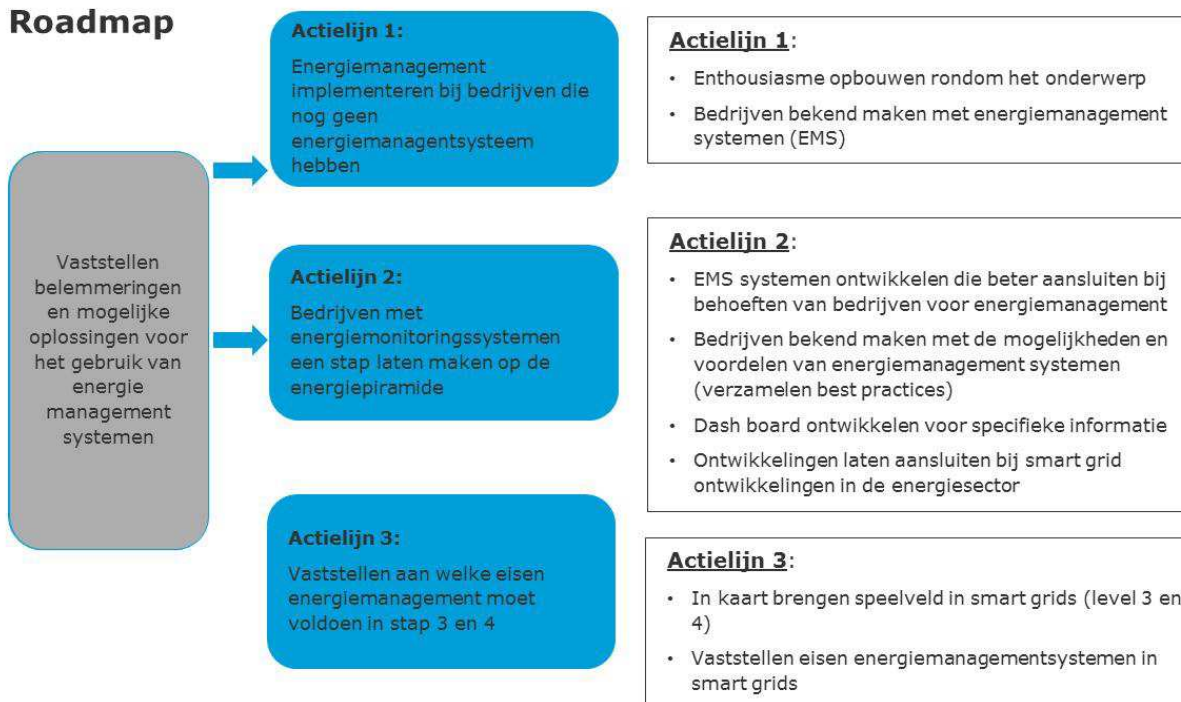 Roadmap
Vaststellen
belemmeringen
en mogelijke
oplossingen voor
het gebruik van
energie
management
systemen
Actielijn 1:
Energiemanagement
implementeren bij bedrijven die
nog geen
energiemanagentsysteem
hebben
Actielijn 2:
Bedrijven met
energiemonitoringssystemen
een stap laten maken op de
energiepiramide
Actielijn 3:
Vaststellen aan welke eisen
energiemanagement moet
voldoen in stap 3 en 4
Actielijn 1:
• Enthousiasme opbouwen rondom het onderwerp
• Bedrijven bekend maken met energiemanagement
systemen (EMS)
Actielijn 2:
• EMS systemen ontwikkelen die beter aansluiten bij
behoeften van bedrijven voor energiemanagement
• Bedrijven bekend maken met de mogelijkheden en
voordelen van energiemanagement systemen
(verzamelen best practices)
• Dash board ontwikkelen voor specifieke informatie
• Ontwikkelingen laten aansluiten bij smart grid
ontwikkelingen in de energiesector
Actielijn 3:
• In kaart brengen speelveld in smart grids (level 3 en
4)
• Vaststellen eisen energiemanagementsystemen in
smart grids